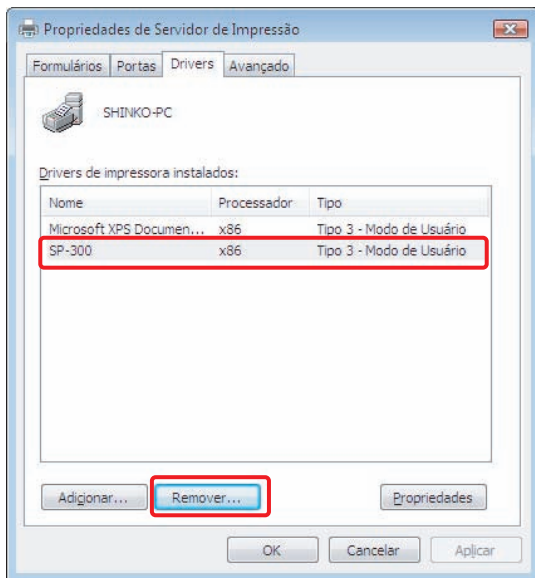 Propriedades de Servidor de Impressão
Formulários Portas Drivers Avançado
SHINKO-PC
Drivers de impressora instalados:
Nome Processador Tipo
Microsoft XPS Documen... x86 Tipo 3 - Modo de Usuário
SP-300 x86 Tipo 3 - Modo de Usuário
Adicionar... Remover... Propriedades
OK Cancelar Aplicar